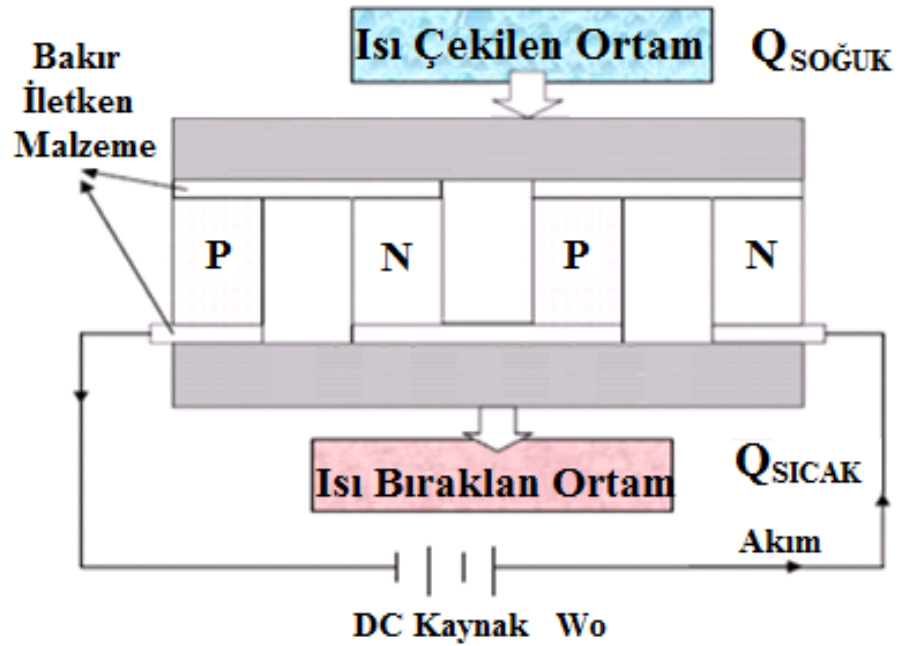 Isı Çekilen Ortam
QSOĞUK
Bakır
İletken
Malzeme
P
N
P
N
Isı Bıraklan Ortam
QSICAK
Akım
DC Kaynak Wo